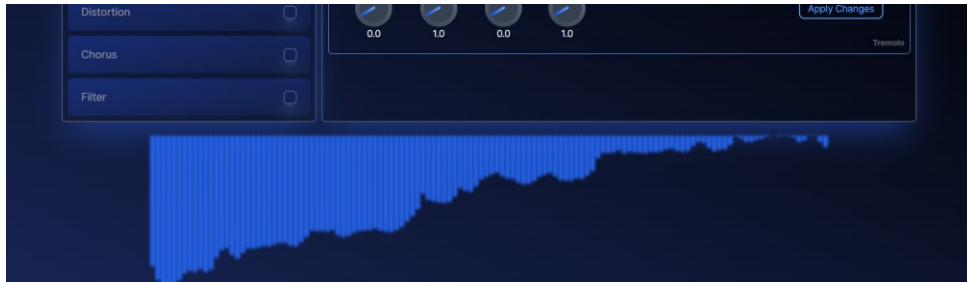 Distortion
Chorus
Filter
0.0 1.0 0.0 1.0
Apply Changes
Tremolo